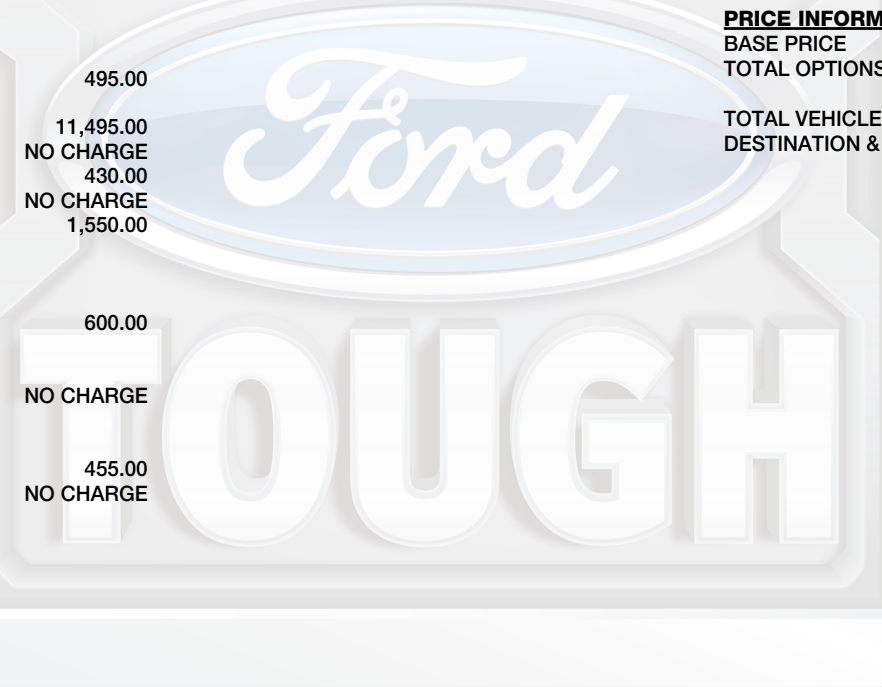 495.00
11,495.00
NO CHARGE
430.00
NO CHARGE
1,550.00
600.00
NO CHARGE
455.00
NO CHARGE
PRICE INFORM
BASE PRICE
TOTAL OPTIONS
TOTAL VEHICLE
DESTINATION &
Ford
TOUGH